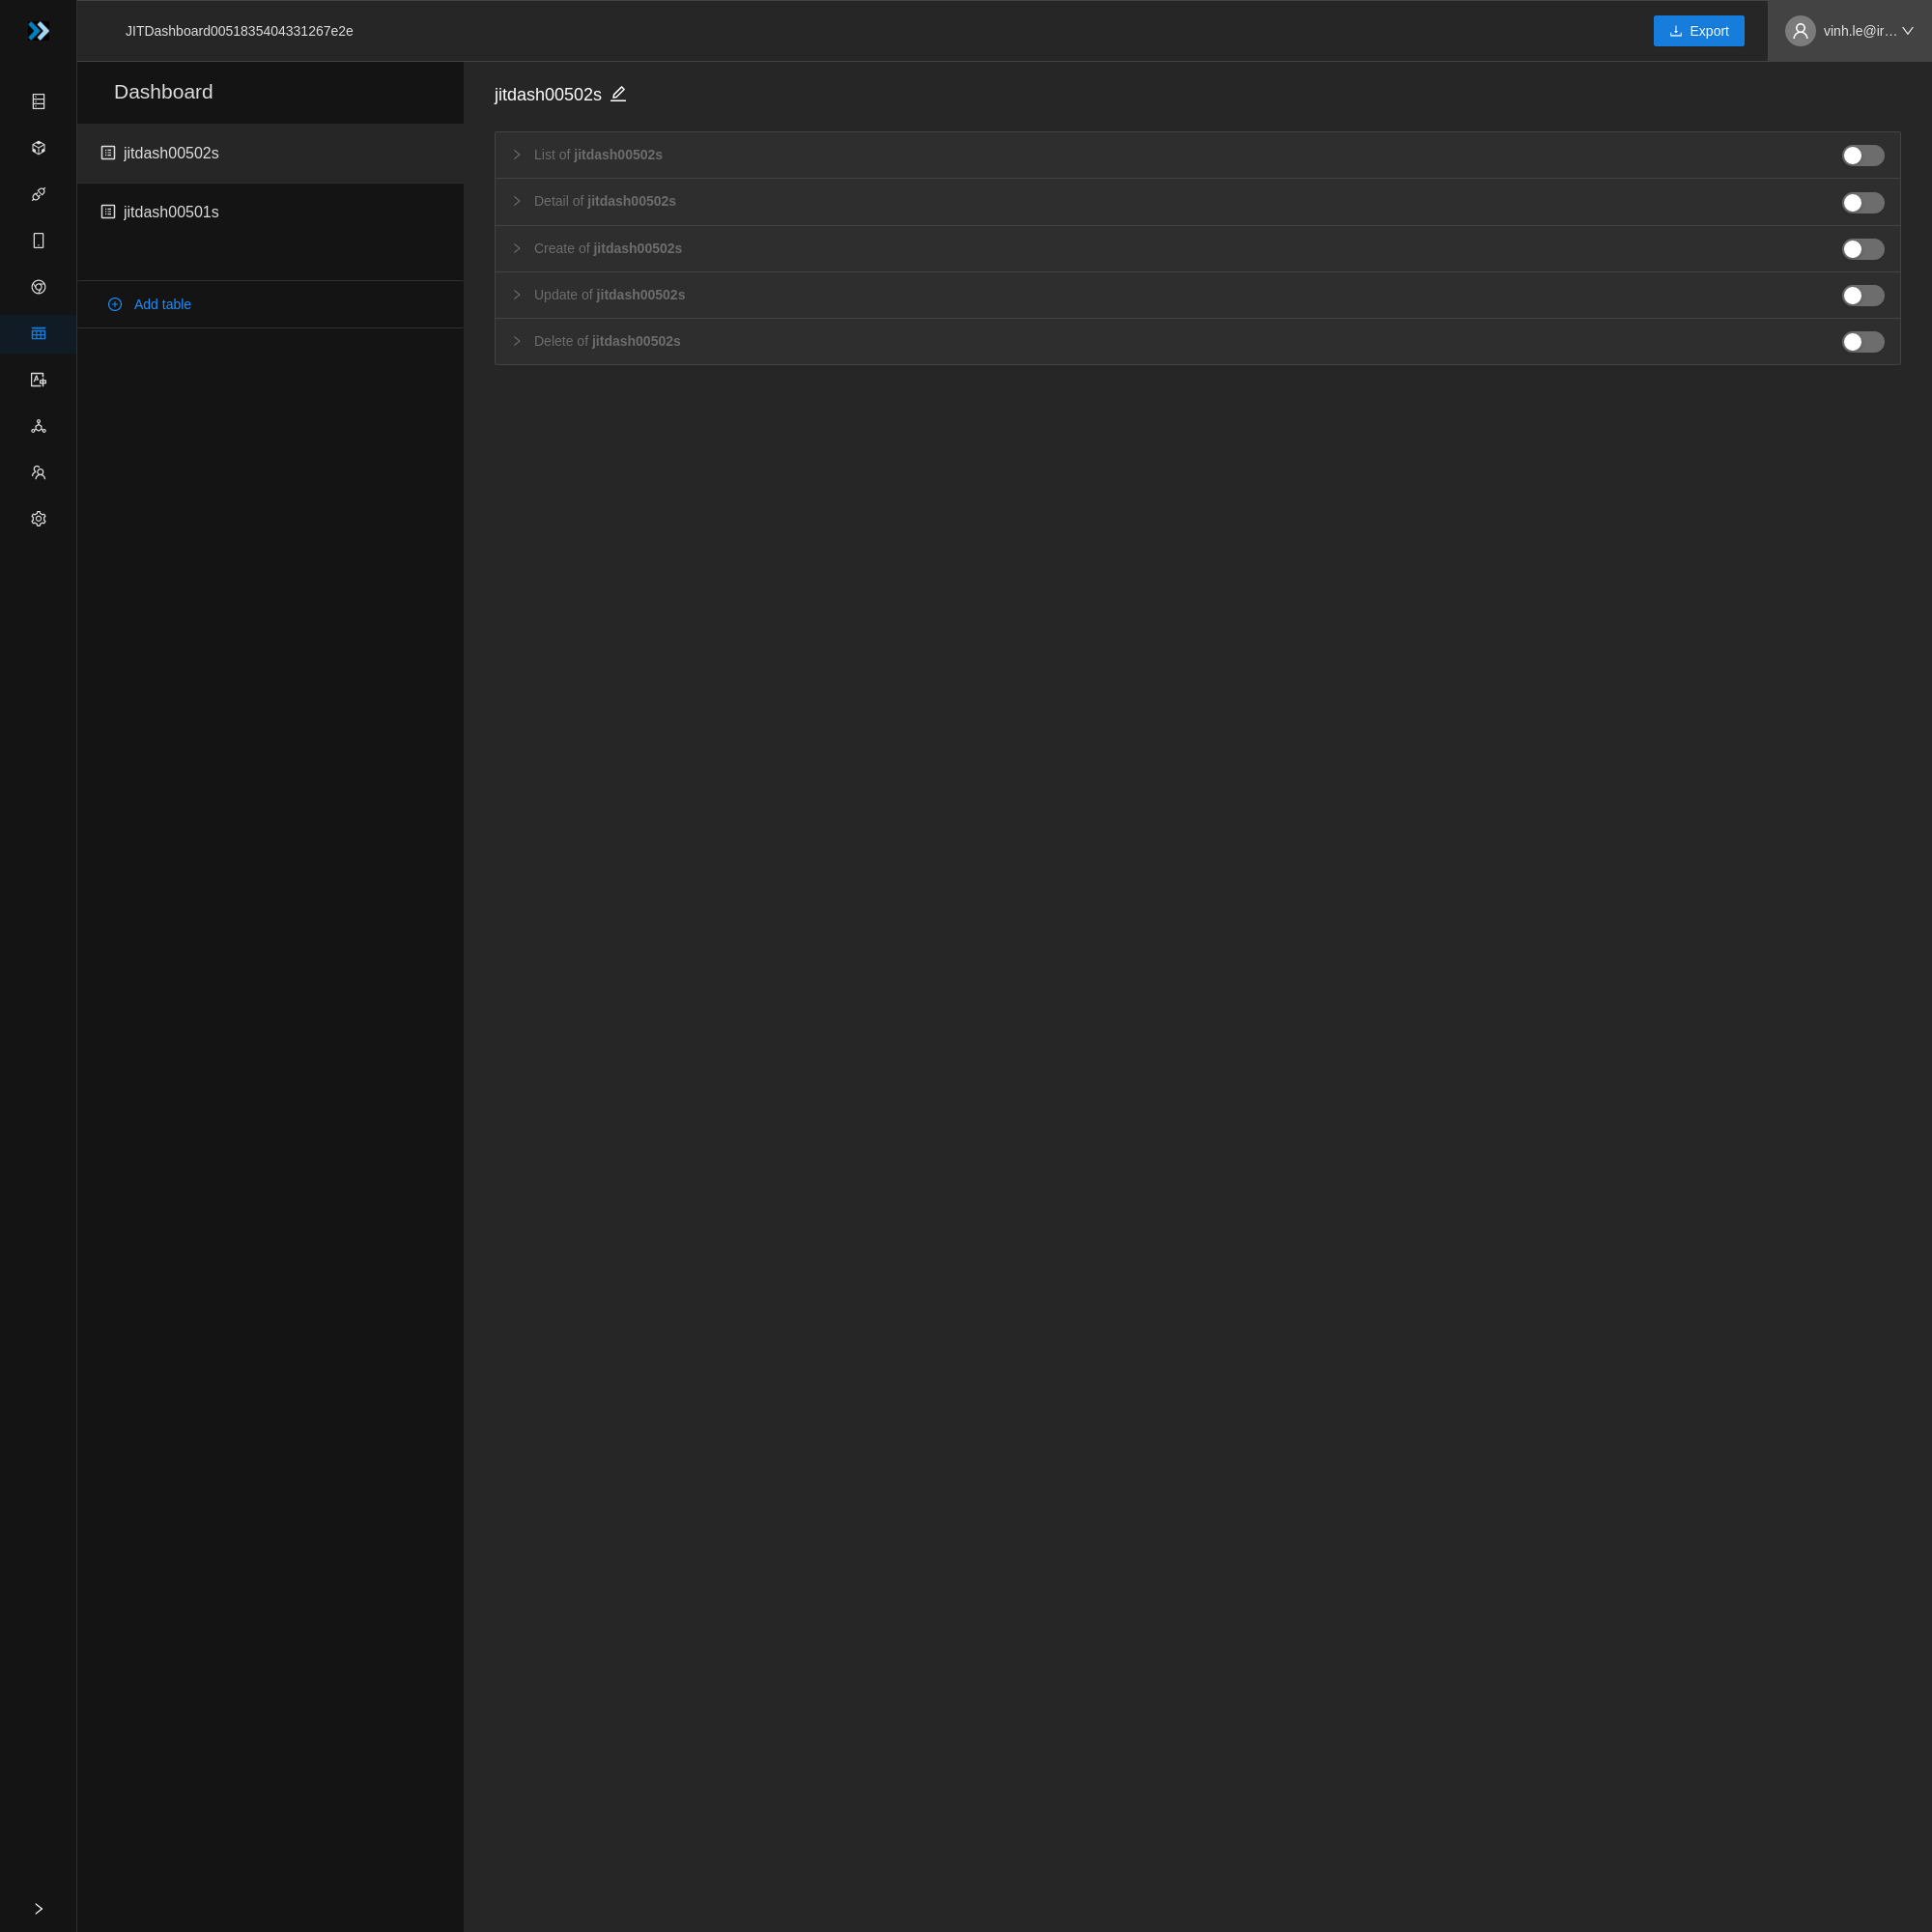 JITDashboard0051835404331267e2e
Export
vinh.le@ir…
Dashboard
jitdash00502s
jitdash00501s
Add table
jitdash00502s
List of jitdash00502s
Detail of jitdash00502s
Create of jitdash00502s
Update of jitdash00502s
Delete of jitdash00502s